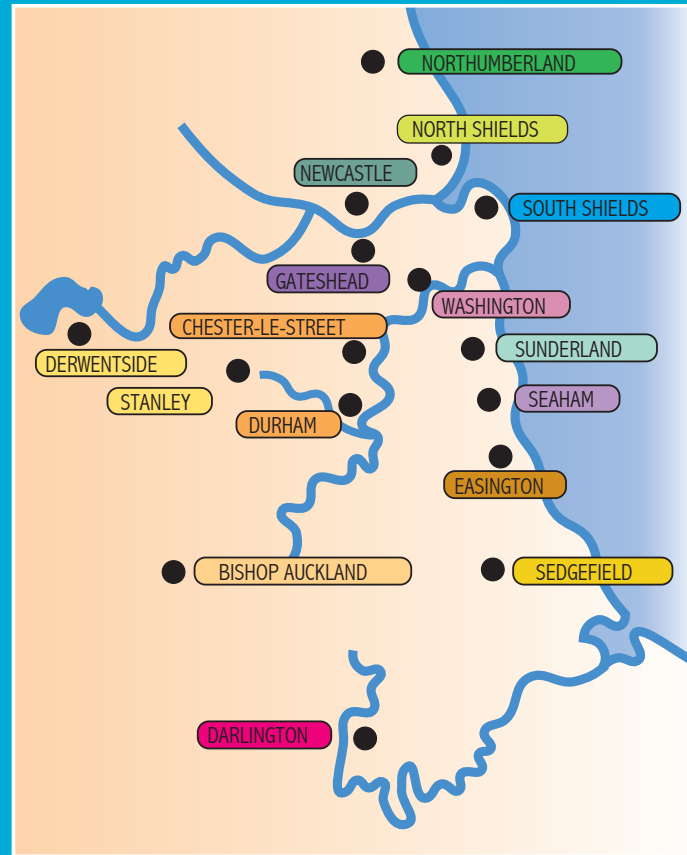 NORTHUMBERLAND
NORTH SHIELDS
NEWCASTLE
SOUTH SHIELDS
GATESHEAD
WASHINGTON
CHESTER-LE-STREET
SUNDERLAND
DERWENTSIDE
STANLEY
SEAHAM
DURHAM
EASINGTON
BISHOP AUCKLAND
SEDGEFIELD
DARLINGTON